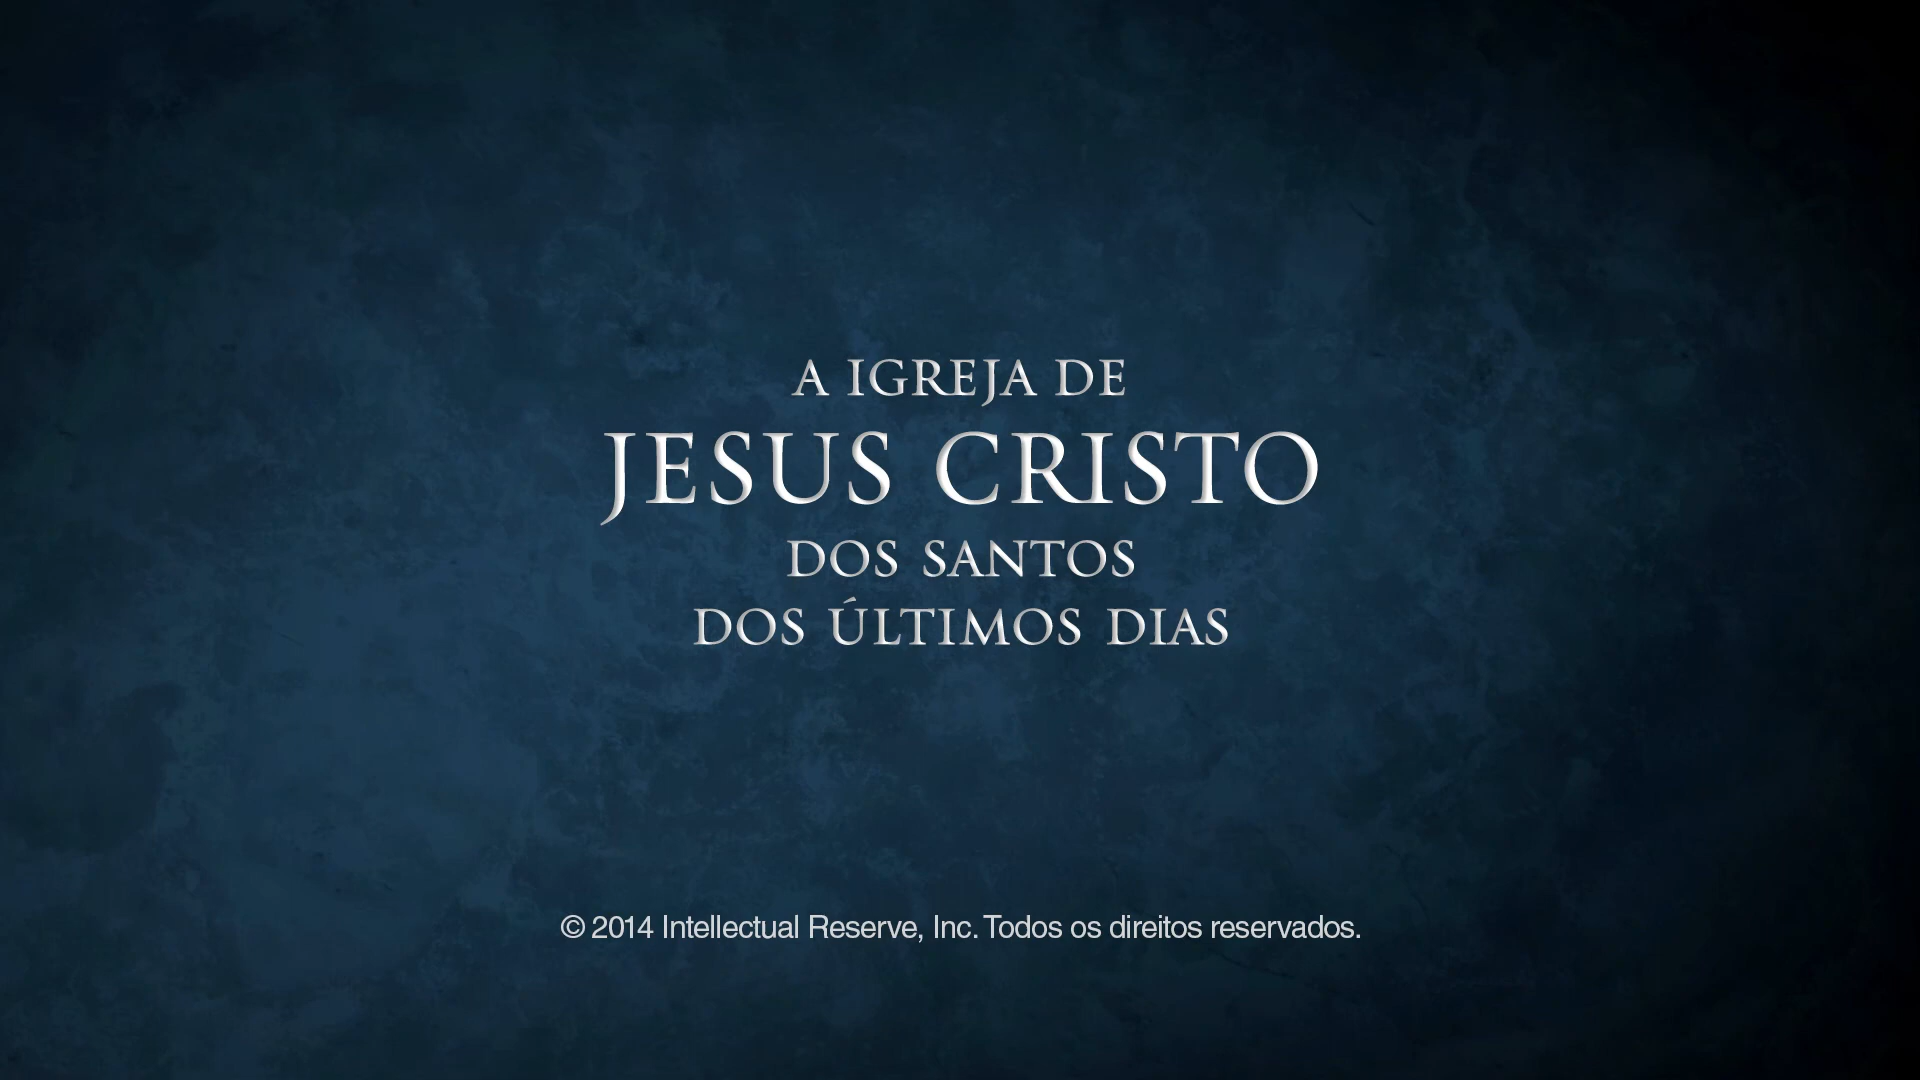 A IGREJA DE
JESUS CRISTO
DOS SANTOS
DOS ÚLTIMOS DIAS
© 2014 Intellectual Reserve, Inc. Todos os direitos reservados.